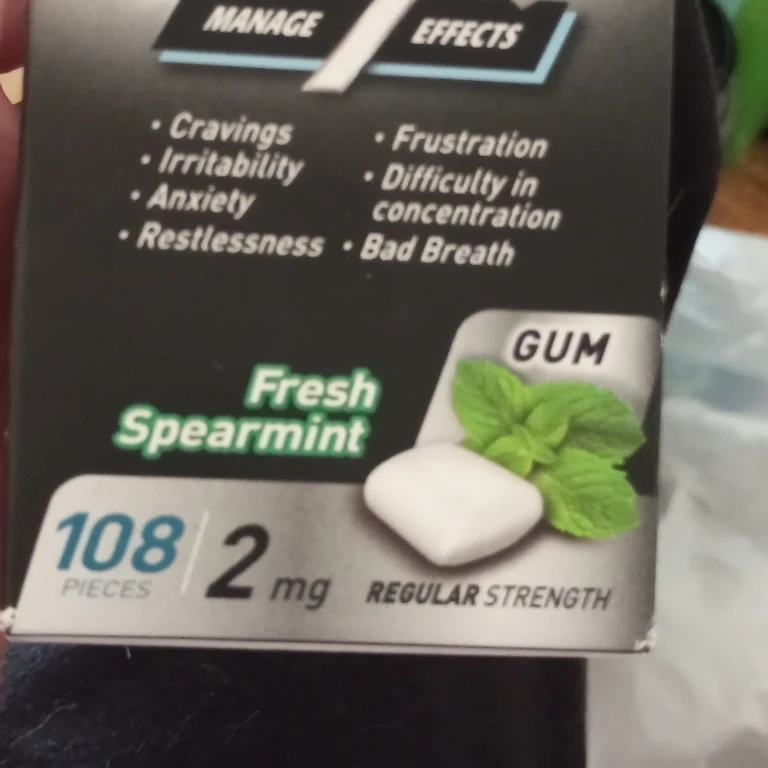 MANAGE EFFECTS
• Cravings
• Irritability
• Anxiety
• Restlessness
• Frustration
• Difficulty in
concentration
• Bad Breath
GUM
Fresh
Spearmint
108
PIECES
2 mg
REGULAR STRENGTH